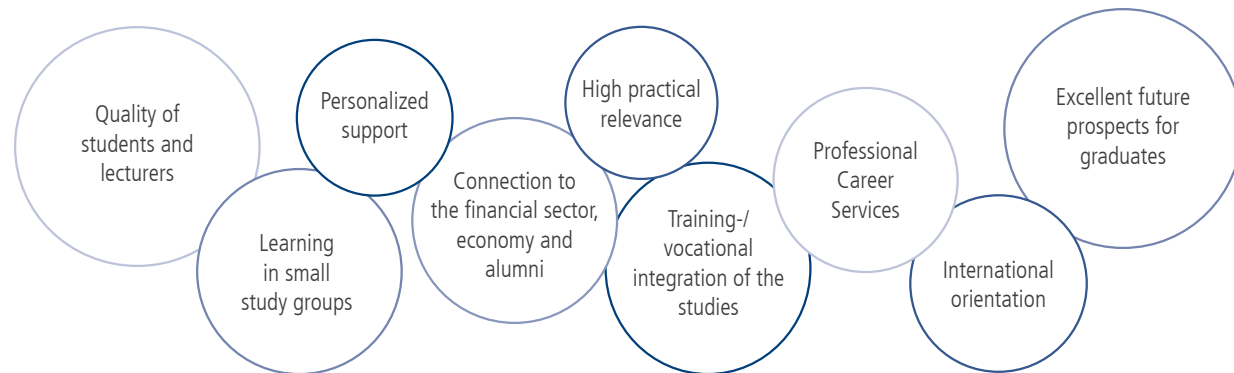 Quality of
students and
lecturers
Learning
in small
study groups
Personalized
support
Connection to
the financial sector,
economy and
alumni
High practical
relevance
Training-/
vocational
integration of the
studies
Professional
Career
Services
International
orientation
Excellent future
prospects for
graduates